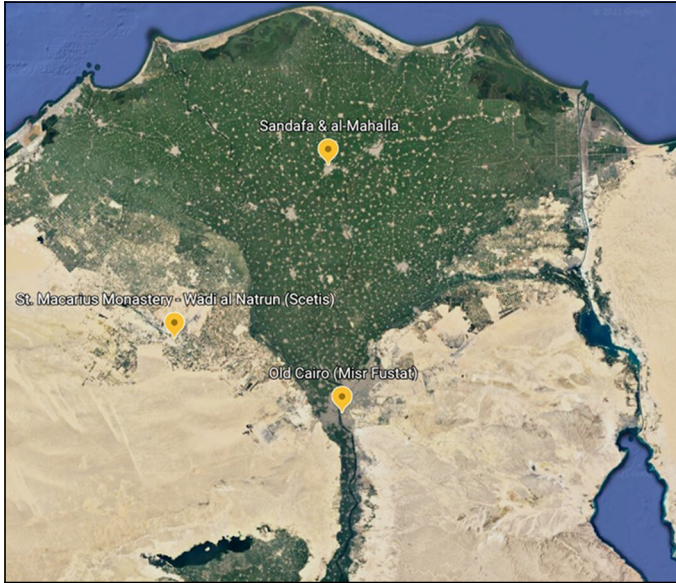 Sandafa & al-Mahalla
St. Macarius Monastery - Wadi al Natrun (Scetis)
Old Cairo (Misr Fustat)